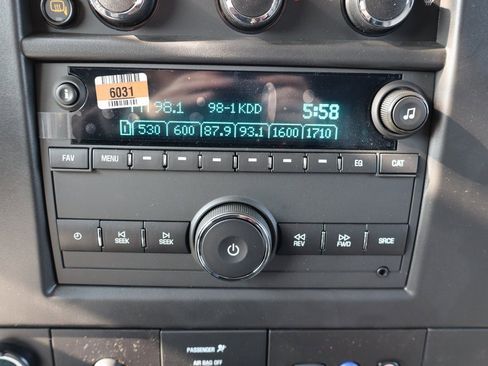 6031
98.1 98-1 KDD 5:58
1 530 600 87.9 93.1 1600 1710
FAV MENU EQ CAT
SEEK SEEK REV FWD SRCE
PASSENGER
AIR BAG OFF